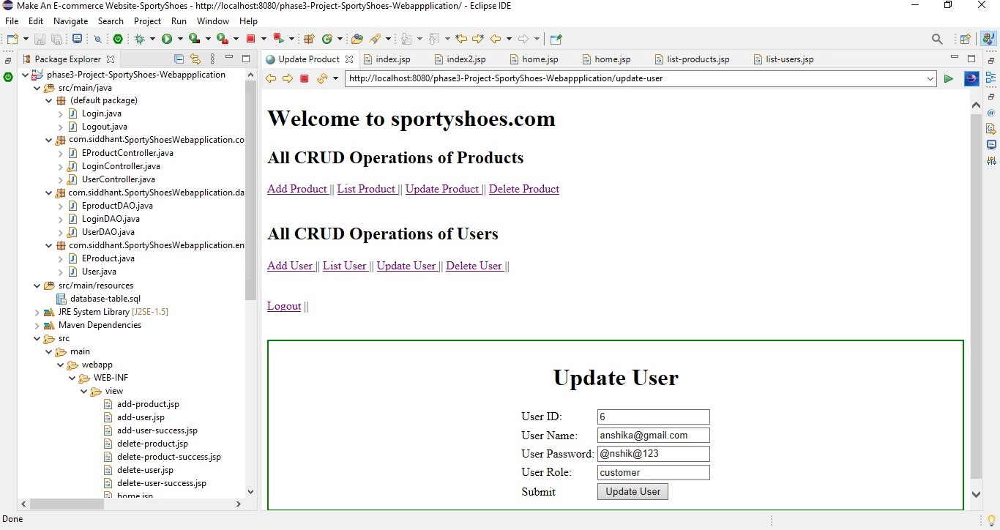 Make An E-commerce Website-SportyShoes - http://localhost:8080/phase3-Project-SportyShoes-Webappplication/ - Eclipse IDE
File Edit Navigate Search Project Run Window Help
Package Explorer
phase3-Project-SportyShoes-Webappplication
src/main/java
(default package)
Login.java
Logout.java
com.siddhant.SportyShoesWebapplication.co
EProductController.java
LoginController.java
UserController.java
com.siddhant.SportyShoesWebapplication.da
EproductDAO.java
LoginDAO.java
UserDAO.java
com.siddhant.SportyShoesWebapplication.en
EProduct.java
User.java
src/main/resources
database-table.sql
JRE System Library [J2SE-1.5]
Maven Dependencies
src
main
webapp
WEB-INF
view
add-product.jsp
add-user.jsp
add-user-success.jsp
delete-product.jsp
delete-product-success.jsp
delete-user.jsp
delete-user-success.jsp
home.jsp
Update Product index.jsp index2.jsp home.jsp home.jsp list-products.jsp list-users.jsp
http://localhost:8080/phase3-Project-SportyShoes-Webappplication/update-user
Welcome to sportyshoes.com
All CRUD Operations of Products
Add Product || List Product || Update Product || Delete Product
All CRUD Operations of Users
Add User || List User || Update User || Delete User ||
Logout ||
Update User
User ID: 6
User Name: anshika@gmail.com
User Password: @nshik@123
User Role: customer
Submit Update User
Done